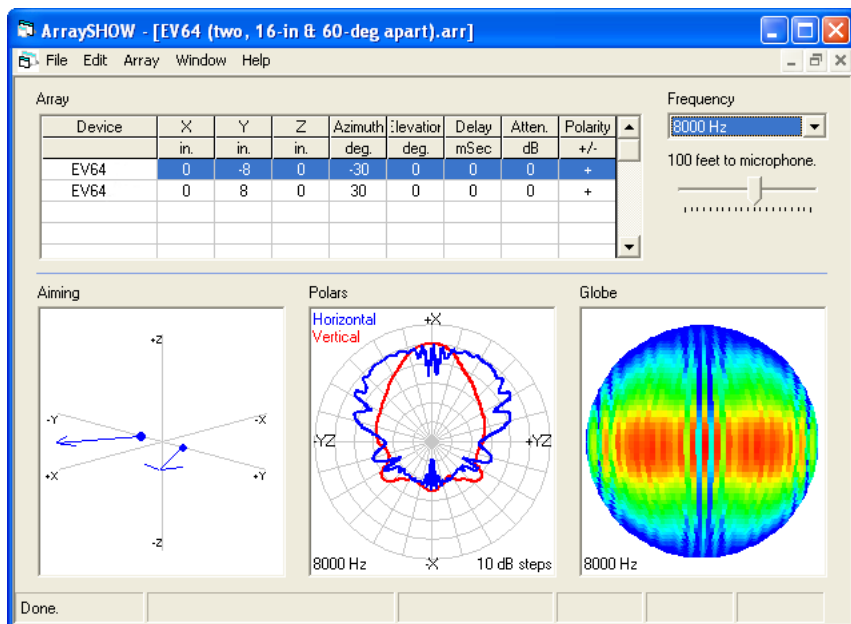 ArraySHOW - [EV64 (two, 16-in & 60-deg apart).arr]
File Edit Array Window Help
Array
Frequency
Device X Y Z Azimuth Elevation Delay Atten. Polarity
in. in. in. deg. deg. mSec dB +/-
EV64 0 -8 0 -30 0 0 0 +
EV64 0 8 0 30 0 0 0 +
8000 Hz
100 feet to microphone.
Aiming
Polars
Globe
+Z
-Y
-X
+X
+Y
-Z
Horizontal
Vertical
+X
-YZ
+YZ
-X
8000 Hz
10 dB steps
8000 Hz
Done.